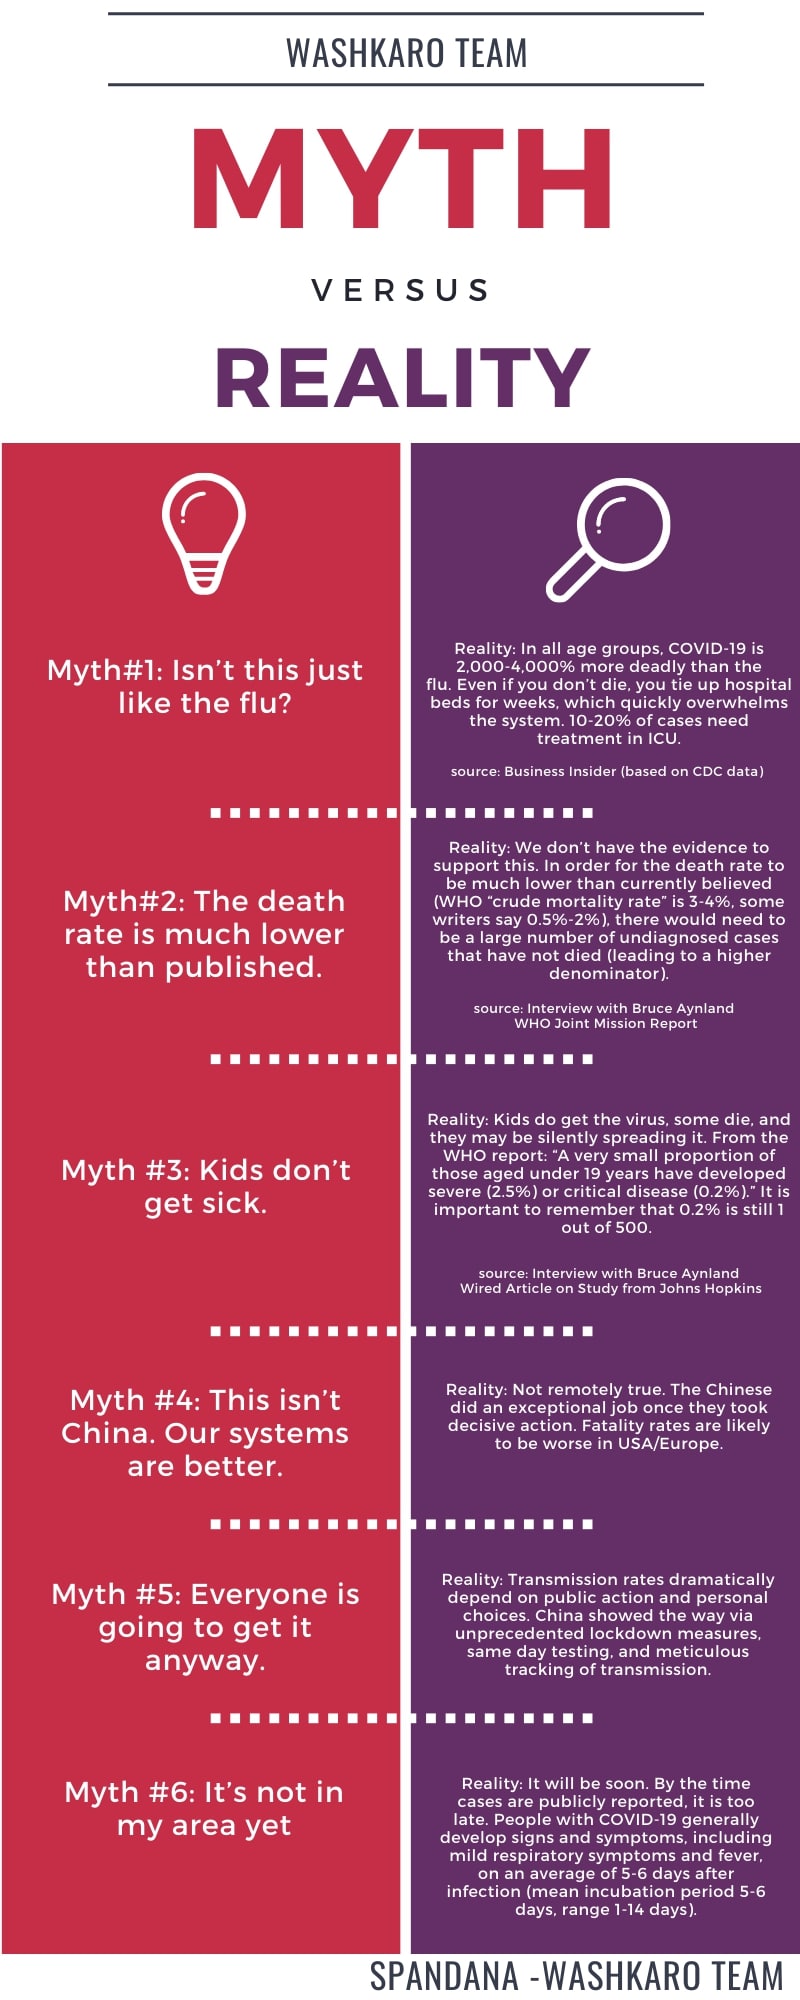 WASHKARO TEAM
MYTH
VERSUS
REALITY
Myth#1: Isn't this just
like the flu?
Reality: In all age groups, COVID-19 is
2,000-4,000% more deadly than the
flu. Even if you don't die, you tie up hospital
beds for weeks, which quickly overwhelms
the system. 10-20% of cases need
treatment in ICU.
source: Business Insider (based on CDC data)
Myth#2: The death
rate is much lower
than published.
Reality: We don't have the evidence to
support this. In order for the death rate to
be much lower than currently believed
(WHO "crude mortality rate" is 3-4%, some
writers say 0.5%-2%), there would need to
be a large number of undiagnosed cases
that have not died (leading to a higher
denominator).
source: Interview with Bruce Aynland
WHO Joint Mission Report
Myth #3: Kids don't
get sick.
Reality: Kids do get the virus, some die, and
they may be silently spreading it. From the
WHO report: "A very small proportion of
those aged under 19 years have developed
severe (2.5%) or critical disease (0.2%)." It is
important to remember that 0.2% is still 1
out of 500.
source: Interview with Bruce Aynland
Wired Article on Study from Johns Hopkins
Myth #4: This isn't
China. Our systems
are better.
Reality: Not remotely true. The Chinese
did an exceptional job once they took
decisive action. Fatality rates are likely
to be worse in USA/Europe.
Myth #5: Everyone is
going to get it
anyway.
Reality: Transmission rates dramatically
depend on public action and personal
choices. China showed the way via
unprecedented lockdown measures,
same day testing, and meticulous
tracking of transmission.
Myth #6: It's not in
my area yet
Reality: It will be soon. By the time
cases are publicly reported, it is too
late. People with COVID-19 generally
develop signs and symptoms, including
mild respiratory symptoms and fever,
on an average of 5-6 days after
infection (mean incubation period 5-6
days, range 1-14 days).
SPANDANA -WASHKARO TEAM